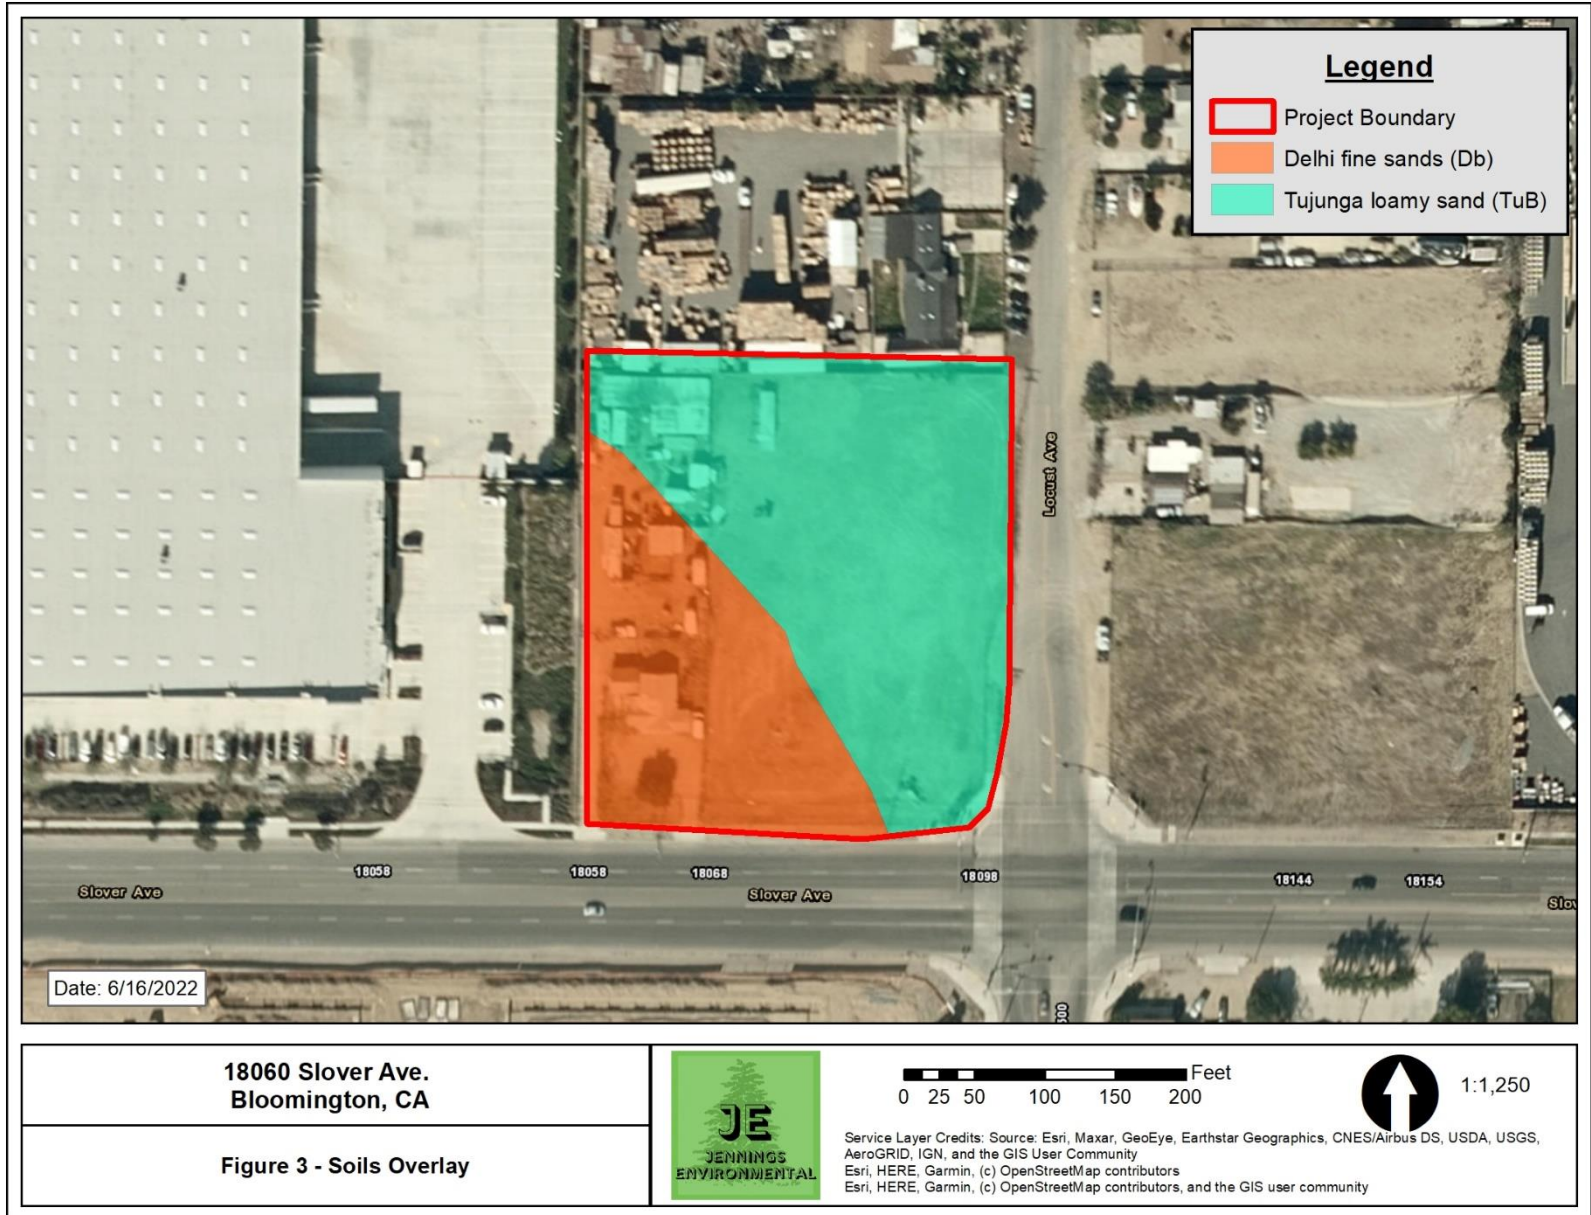 Legend
Project Boundary
Delhi fine sands (Db)
Tujunga loamy sand (TuB)
Locust Ave
18058
18058
18068
18098
18144
18154
Slover Ave
Slover Ave
Slov
Date: 6/16/2022
18060 Slover Ave.
Bloomington, CA
Figure 3 - Soils Overlay
JE
JENNINGS
ENVIRONMENTAL
Feet
0 25 50 100 150 200
1:1,250
Service Layer Credits: Source: Esri, Maxar, GeoEye, Earthstar Geographics, CNES/Airbus DS, USDA, USGS,
AeroGRID, IGN, and the GIS User Community
Esri, HERE, Garmin, (c) OpenStreetMap contributors
Esri, HERE, Garmin, (c) OpenStreetMap contributors, and the GIS user community